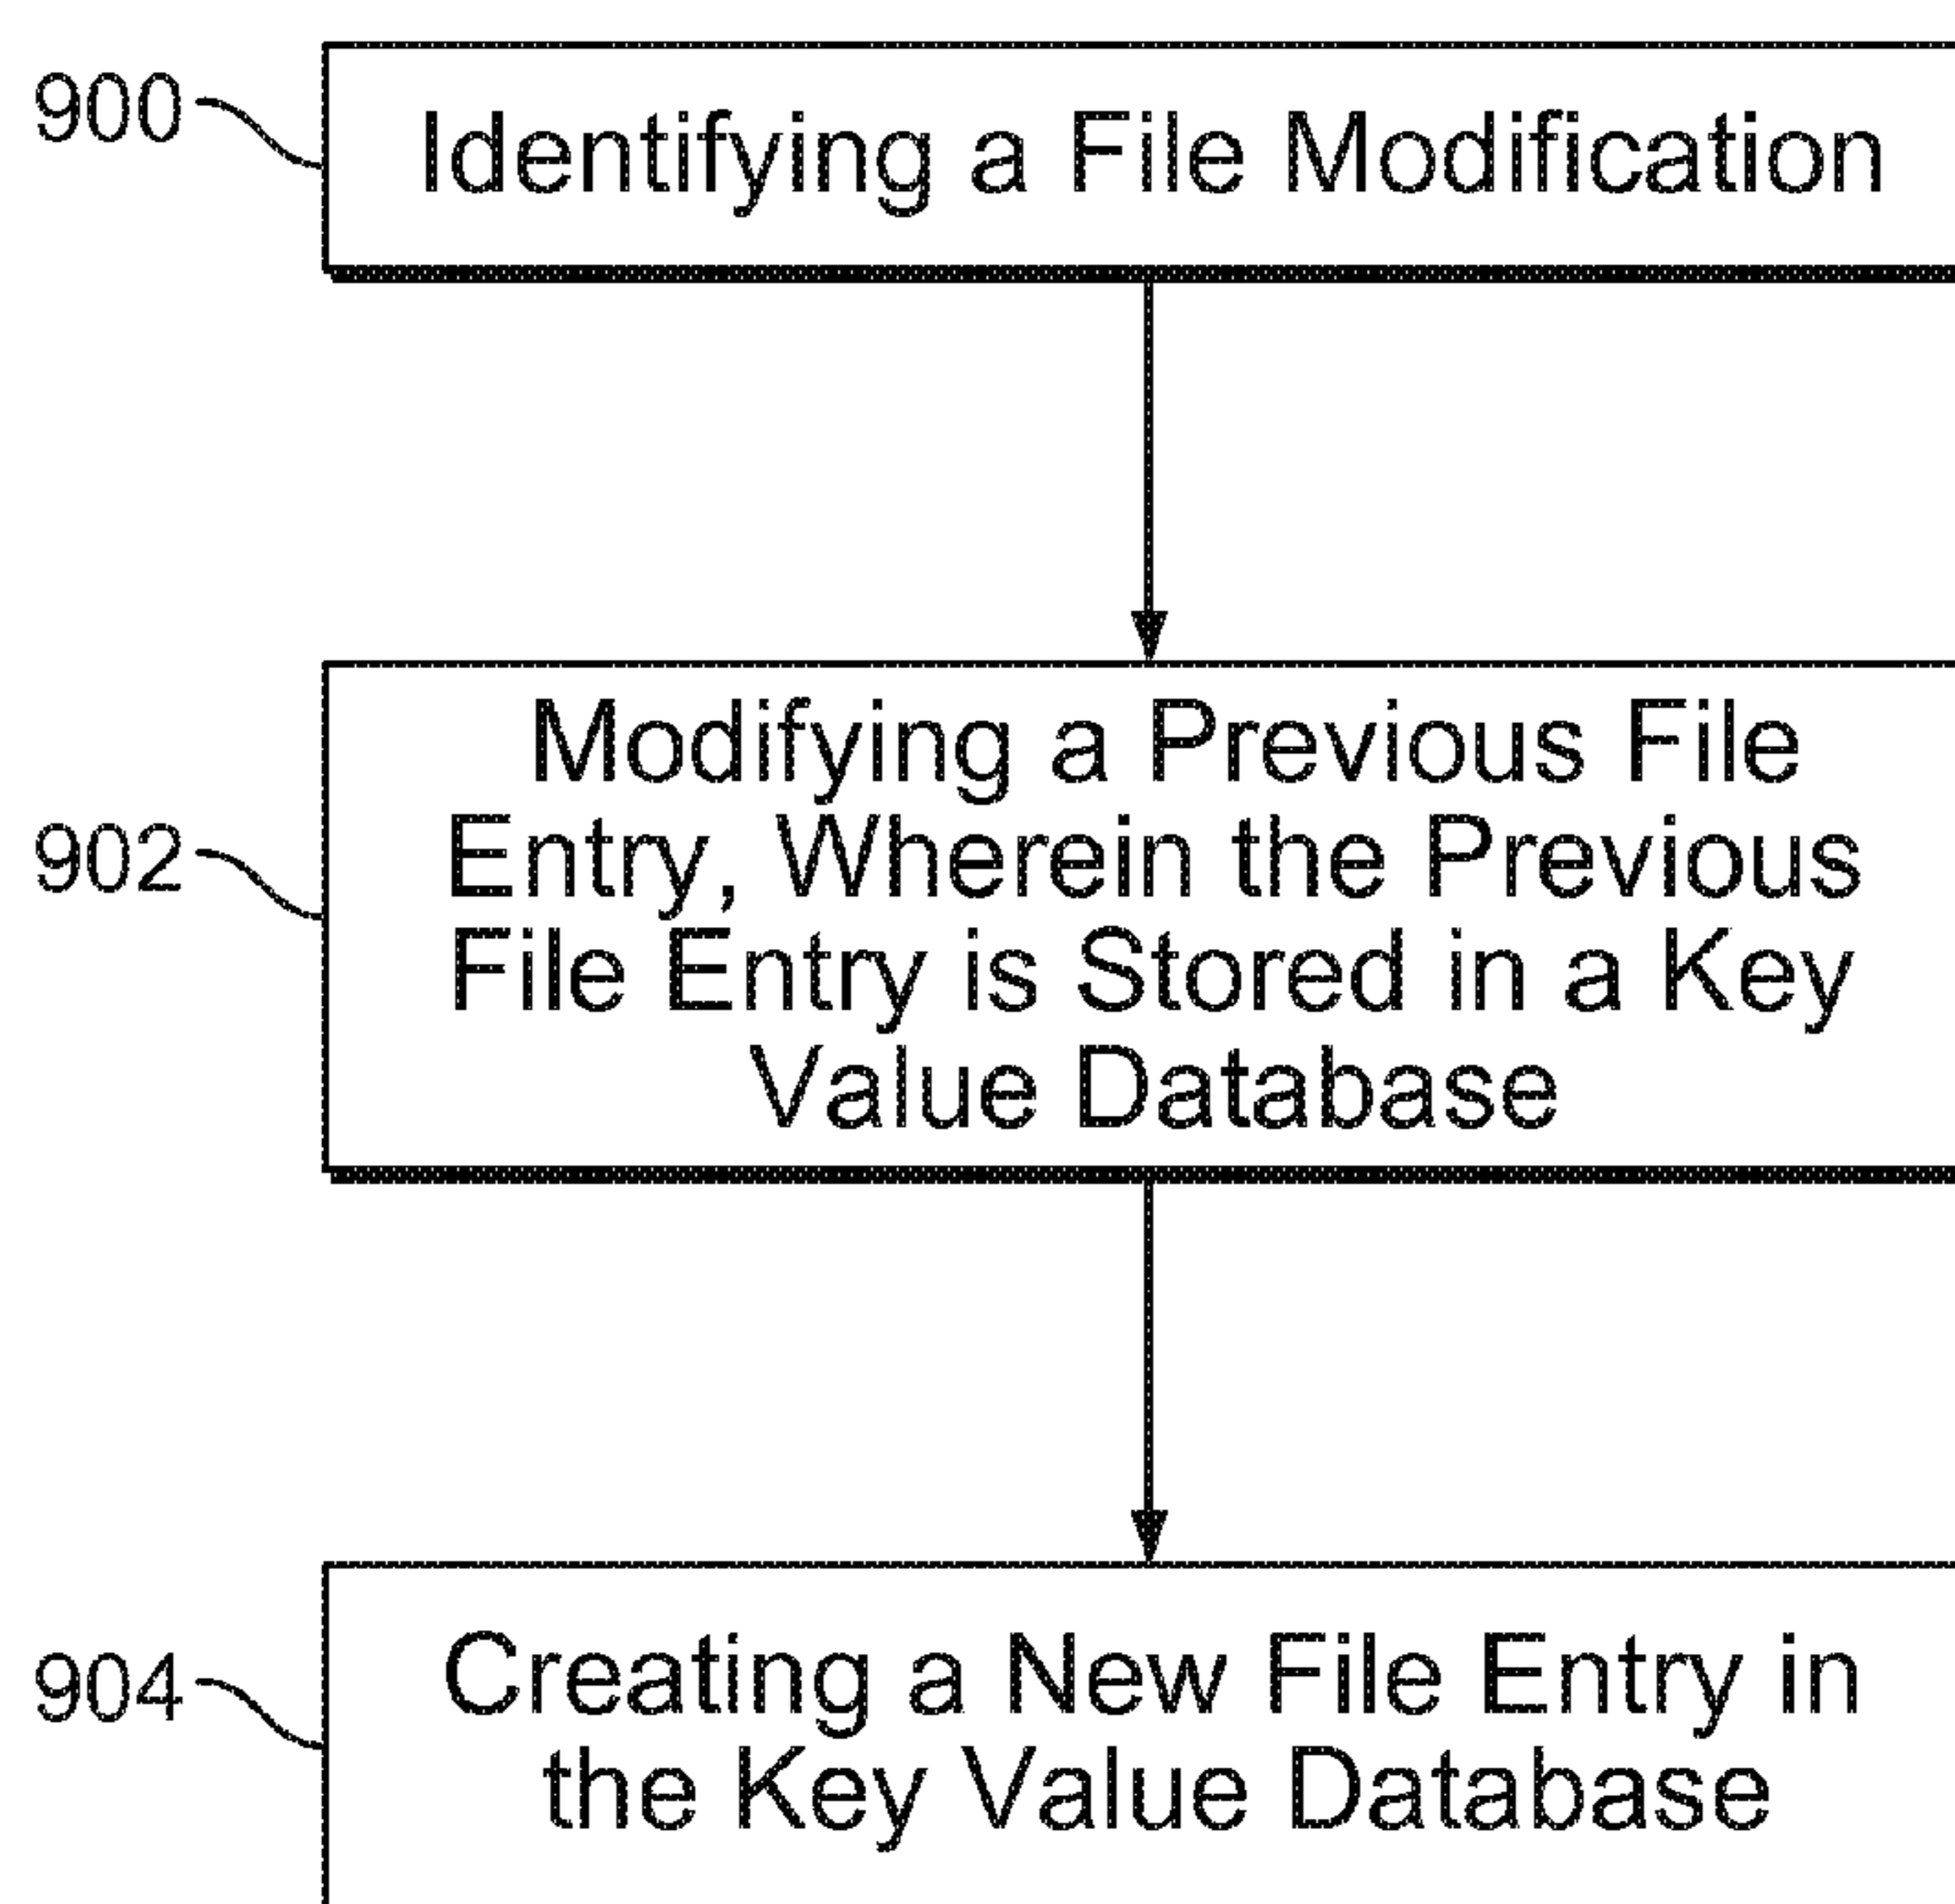 900
Identifying a File Modification
902
Modifying a Previous File
Entry, Wherein the Previous
File Entry is Stored in a Key
Value Database
904
Creating a New File Entry in
the Key Value Database